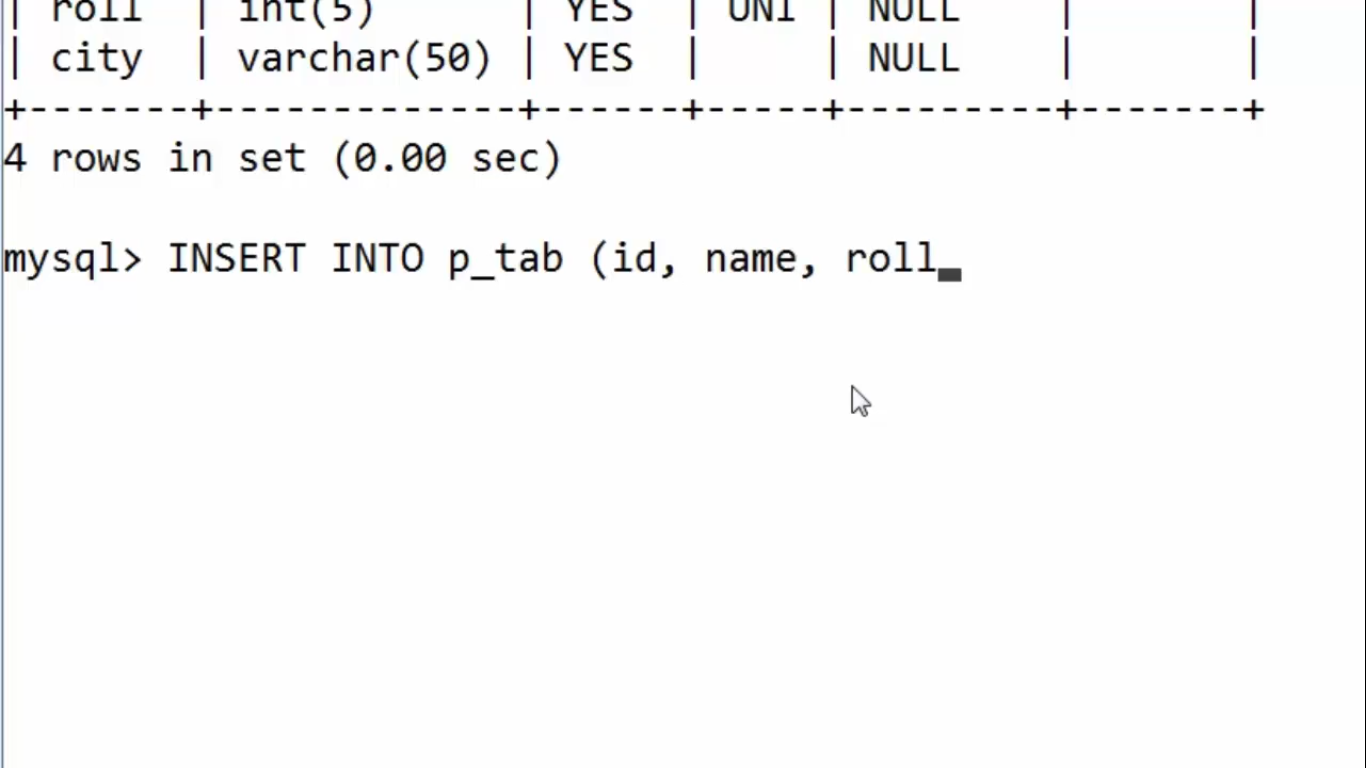 | roll | int(5) | YES | UNI | NULL | |
| city | varchar(50) | YES | | NULL | |
+-------+-------------+------+-----+---------+-------+
4 rows in set (0.00 sec)
mysql> INSERT INTO p_tab (id, name, roll_